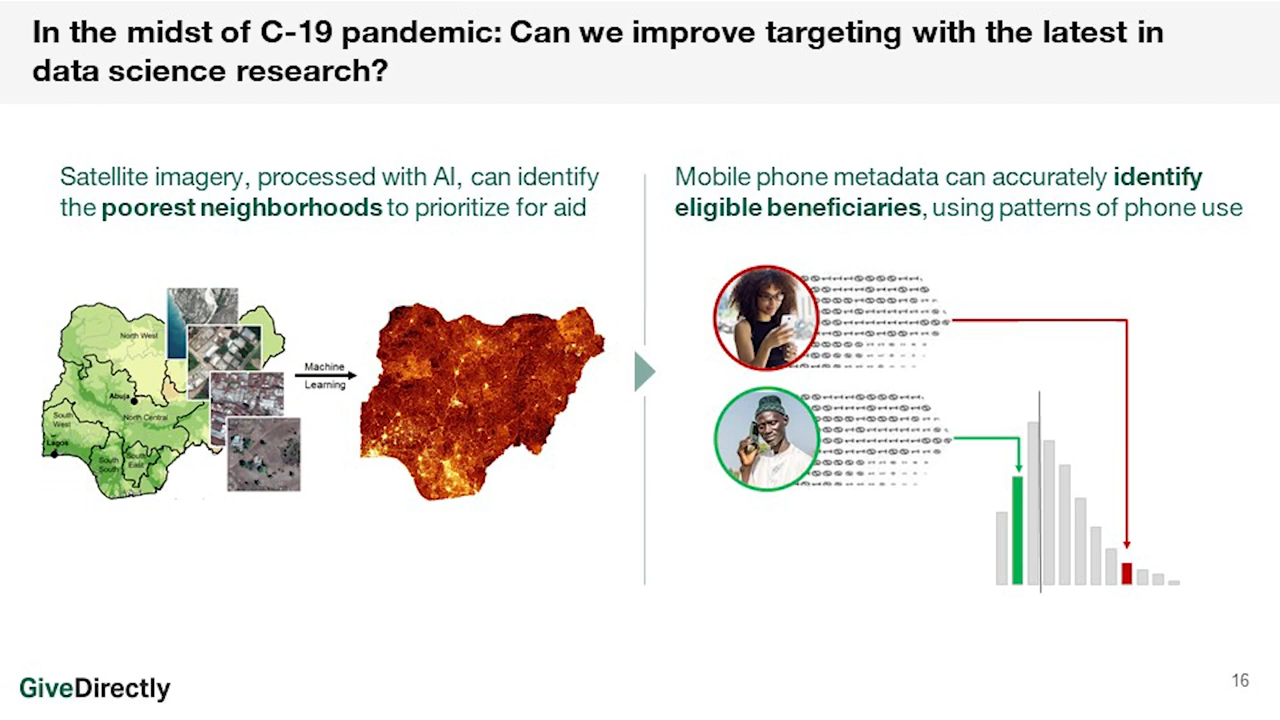 In the midst of C-19 pandemic: Can we improve targeting with the latest in
data science research?
Satellite imagery, processed with AI, can identify
the poorest neighborhoods to prioritize for aid
Mobile phone metadata can accurately identify
eligible beneficiaries, using patterns of phone use
North West
Abuja
South
West
North Central
Lagos
South
South
South
East
Machine
Learning
GiveDirectly
16